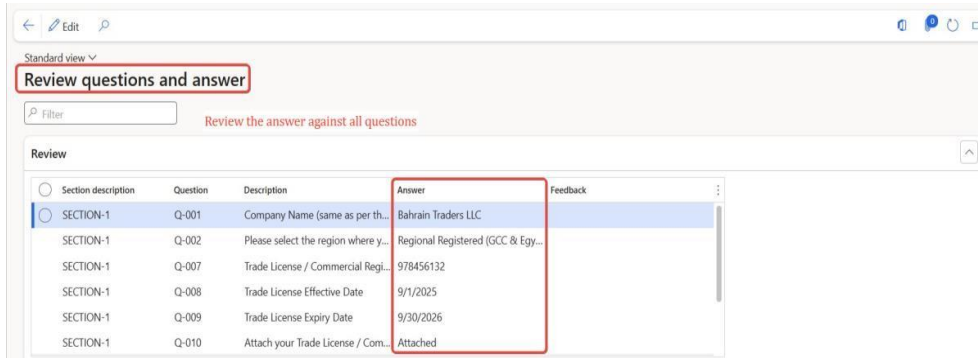 Edit
0
Standard view
Review questions and answer
Filter
Review the answer against all questions
Review
Section description Question Description Answer Feedback
SECTION-1 Q-001 Company Name (same as per th... Bahrain Traders LLC
SECTION-1 Q-002 Please select the region where y... Regional Registered (GCC & Egy...
SECTION-1 Q-007 Trade License / Commercial Regi... 978456132
SECTION-1 Q-008 Trade License Effective Date 9/1/2025
SECTION-1 Q-009 Trade License Expiry Date 9/30/2026
SECTION-1 Q-010 Attach your Trade License / Com... Attached